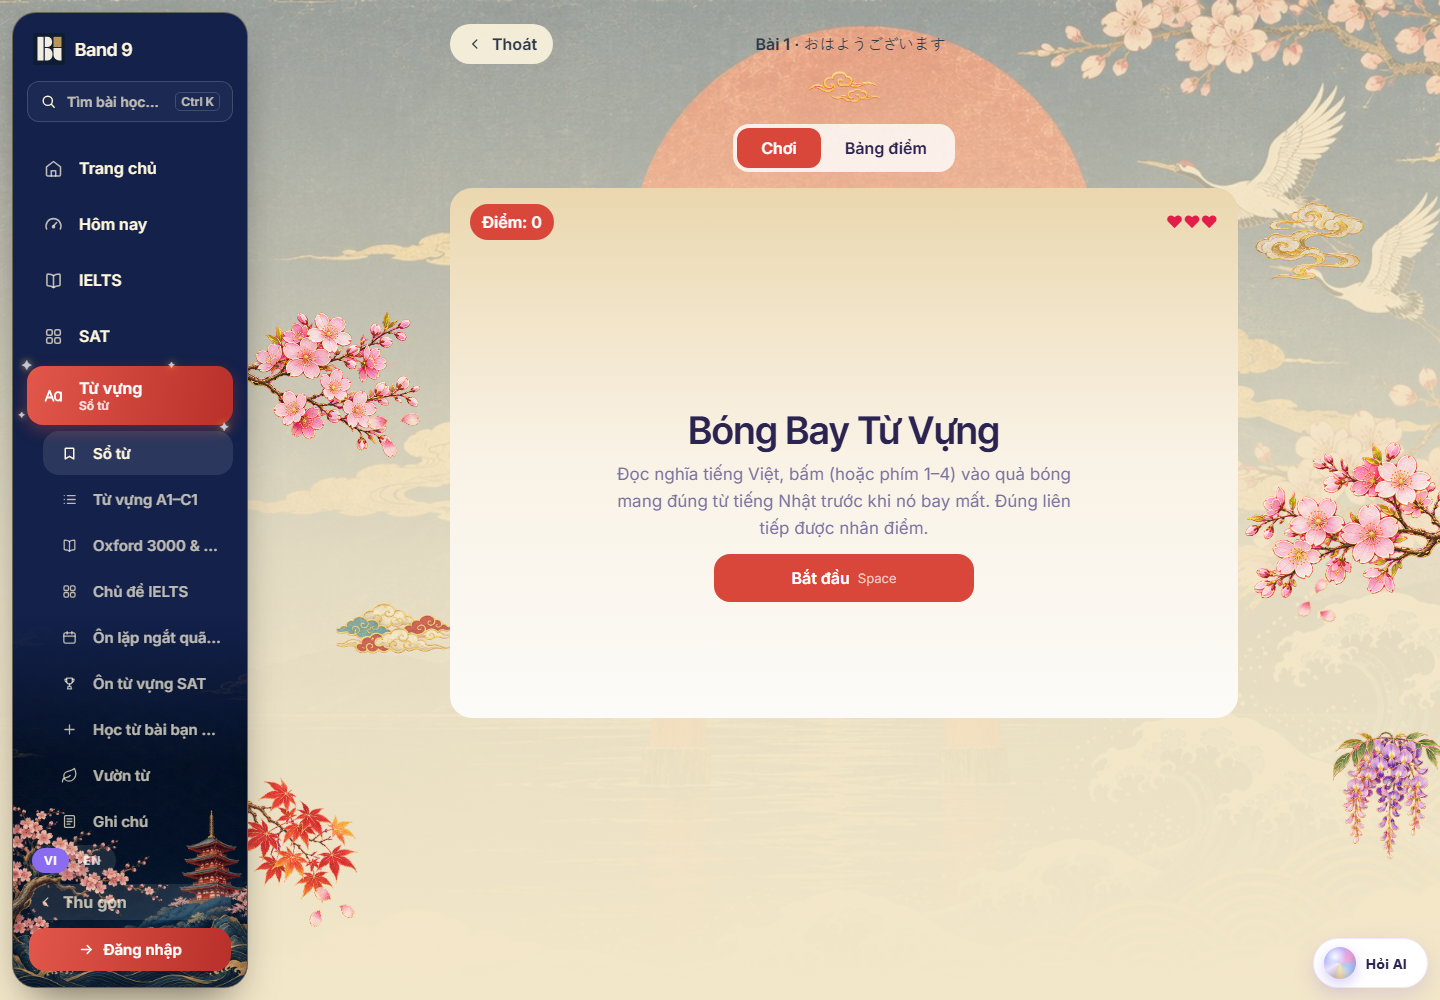 Band 9
Tìm bài học...
Ctrl K
Trang chủ
Hôm nay
IELTS
SAT
Từ vựng
Sổ từ
Sổ từ
Từ vựng A1–C1
Oxford 3000 & ...
Chủ đề IELTS
Ôn lặp ngắt quã...
Ôn từ vựng SAT
Học từ bài bạn ...
Vườn từ
Ghi chú
VI
EN
Thu gọn
Đăng nhập
Thoát
Bài 1 · おはようございます
Chơi
Bảng điểm
Điểm: 0
Bóng Bay Từ Vựng
Đọc nghĩa tiếng Việt, bấm (hoặc phím 1–4) vào quả bóng
mang đúng từ tiếng Nhật trước khi nó bay mất. Đúng liên
tiếp được nhân điểm.
Bắt đầu Space
Hỏi AI